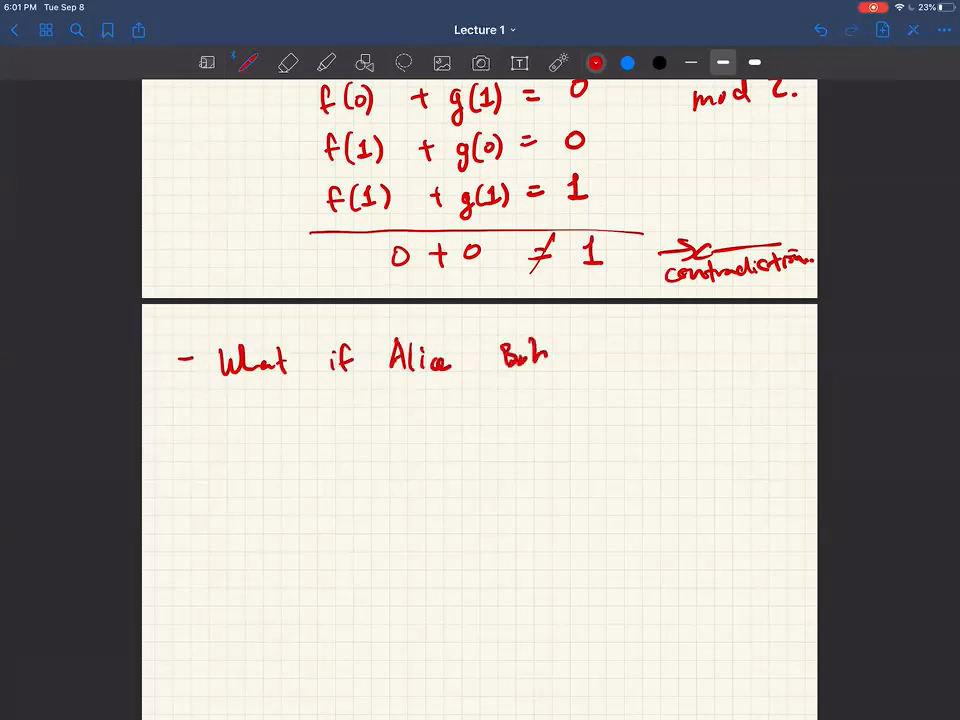 6:01 PM Tue Sep 8 23%
Lecture 1
f(0) + g(1) = 0 mod 2.
f(1) + g(0) = 0
f(1) + g(1) = 1
0 + 0 ≠ 1
contradiction.
- What if Alice Bob